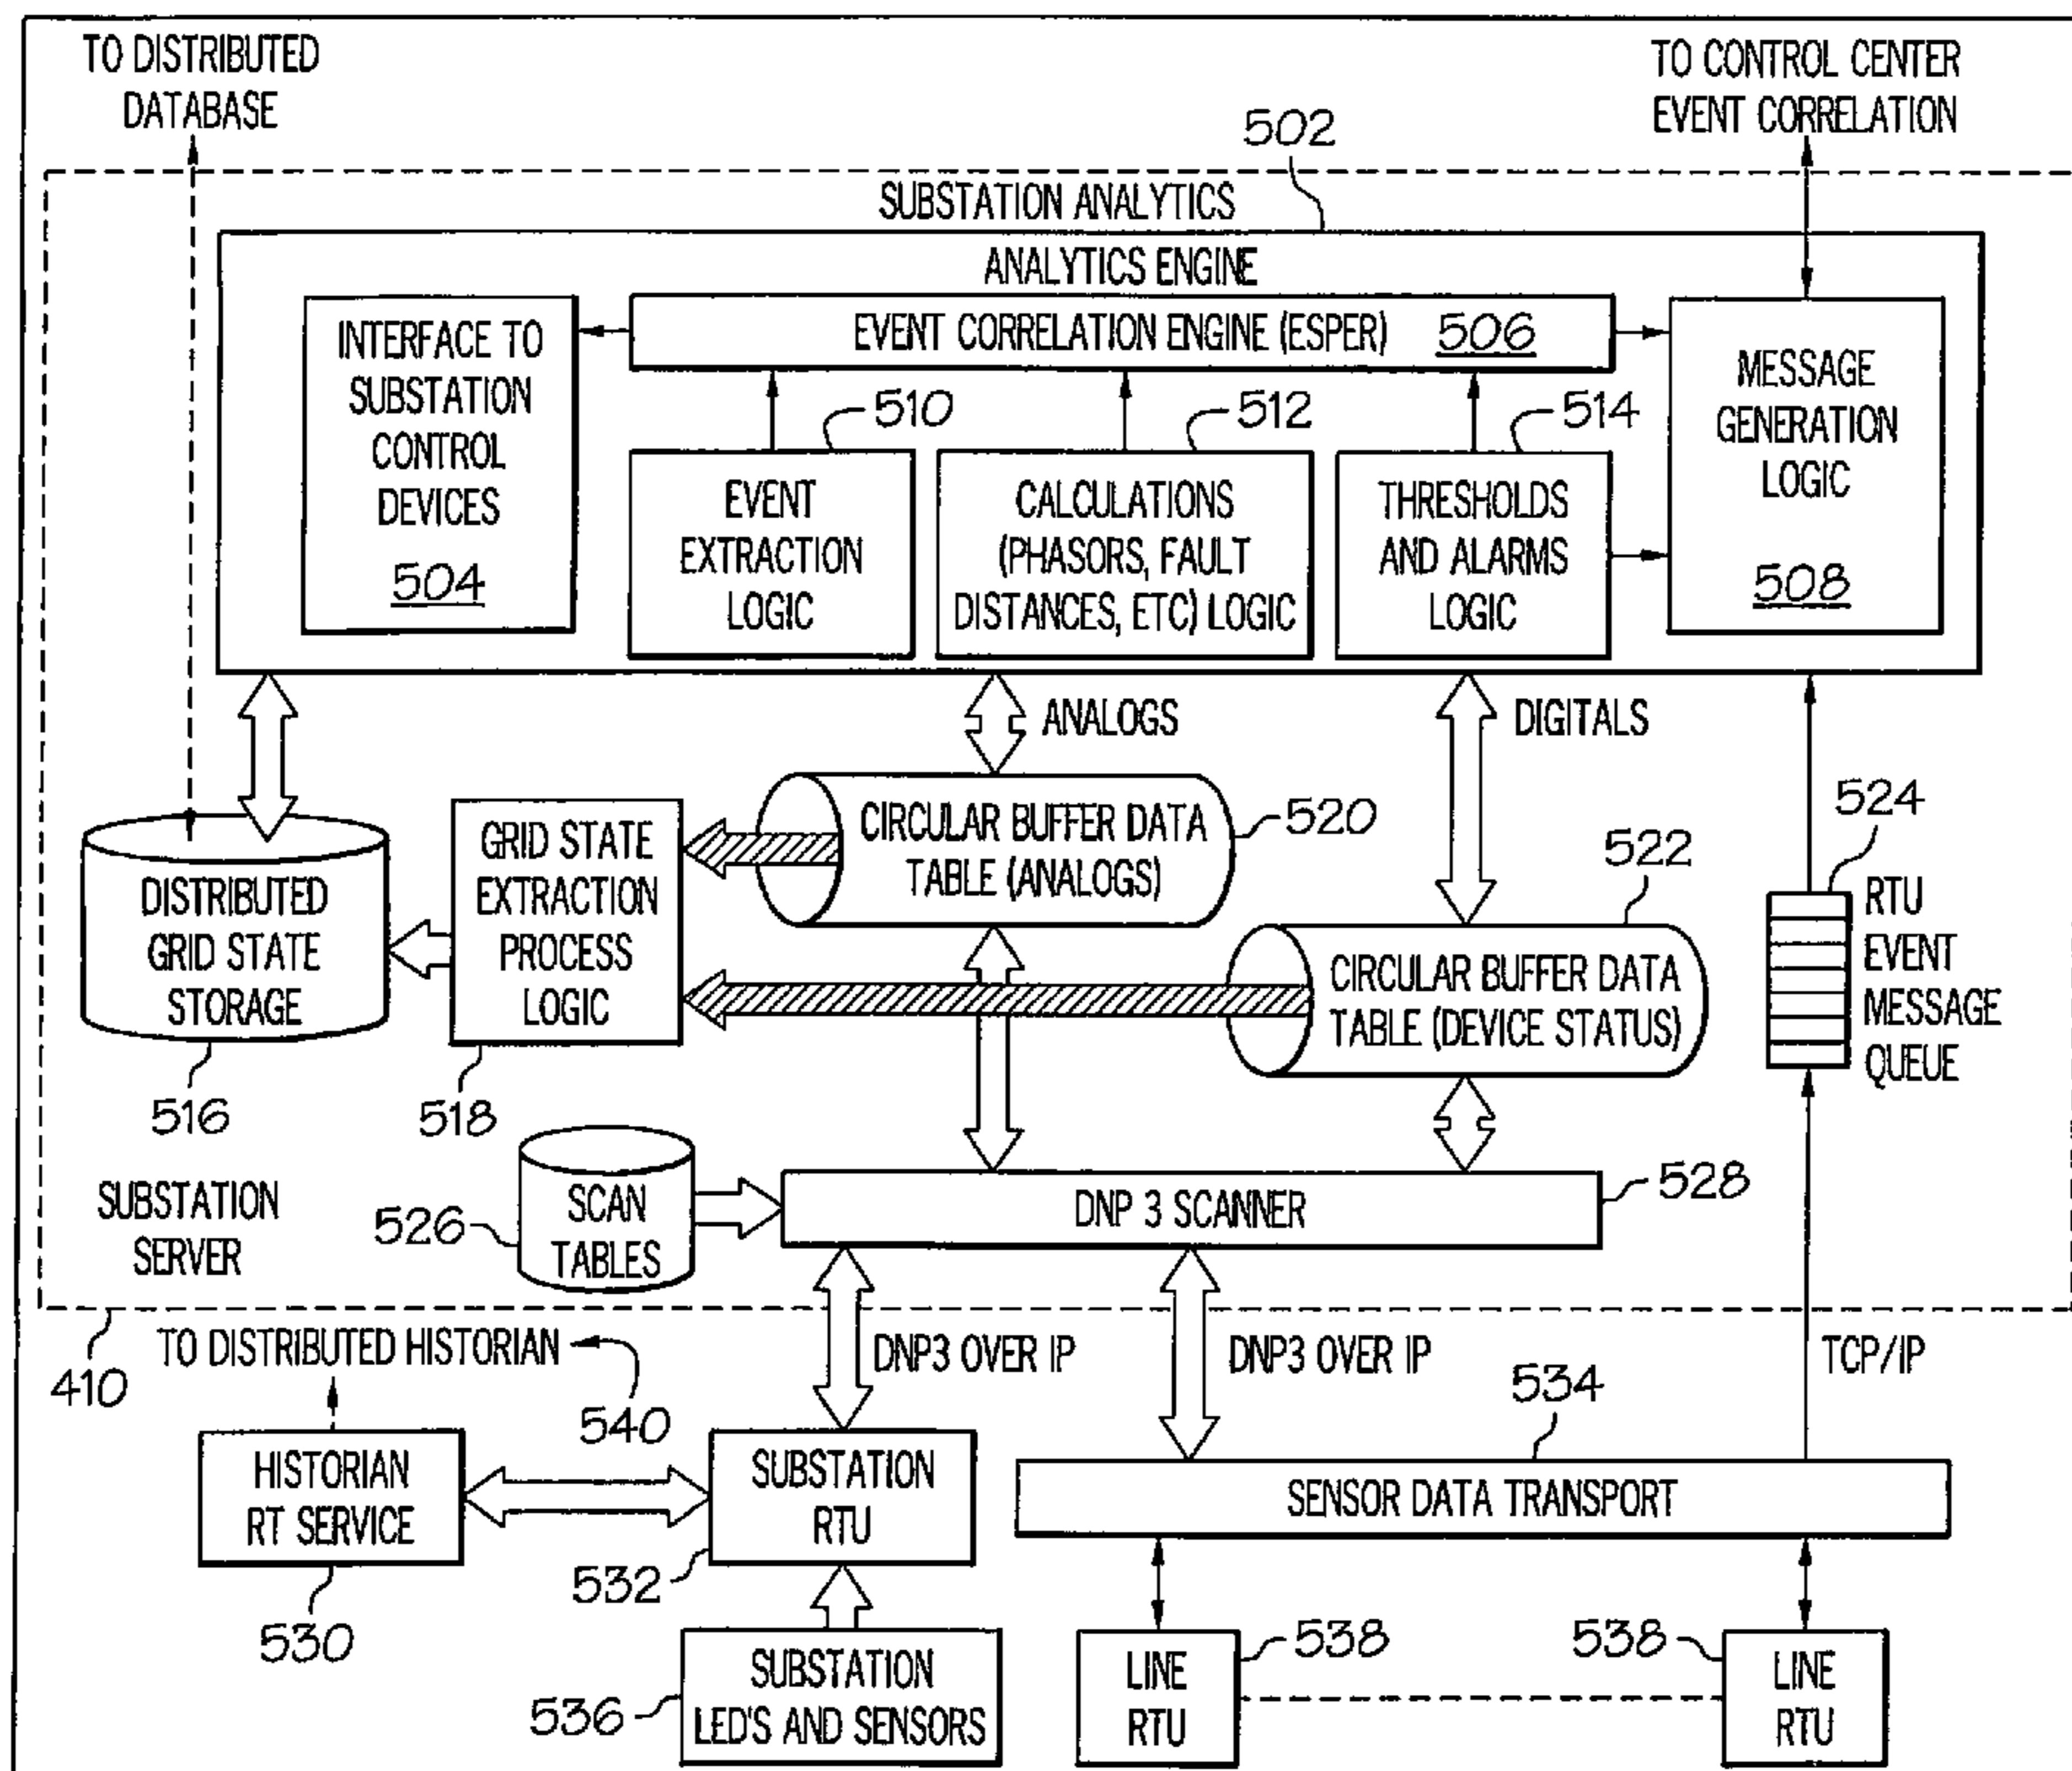 TO DISTRIBUTED
DATABASE
TO CONTROL CENTER
EVENT CORRELATION
502
SUBSTATION ANALYTICS
ANALYTICS ENGINE
INTERFACE TO
SUBSTATION
CONTROL
DEVICES
504
EVENT CORRELATION ENGINE (ESPER) 506
MESSAGE
GENERATION
LOGIC
508
510
512
514
EVENT
EXTRACTION
LOGIC
CALCULATIONS
(PHASORS, FAULT
DISTANCES, ETC) LOGIC
THRESHOLDS
AND ALARMS
LOGIC
ANALOGS
DIGITALS
DISTRIBUTED
GRID STATE
STORAGE
516
GRID STATE
EXTRACTION
PROCESS
LOGIC
518
CIRCULAR BUFFER DATA
TABLE (ANALOGS)
520
CIRCULAR BUFFER DATA
TABLE (DEVICE STATUS)
522
524
RTU
EVENT
MESSAGE
QUEUE
SUBSTATION
SERVER
526
SCAN
TABLES
DNP 3 SCANNER
528
410
TO DISTRIBUTED HISTORIAN
540
DNP3 OVER IP
DNP3 OVER IP
TCP/IP
534
HISTORIAN
RT SERVICE
530
SUBSTATION
RTU
532
SENSOR DATA TRANSPORT
536
SUBSTATION
LED'S AND SENSORS
LINE
RTU
538
538
LINE
RTU